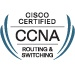 CISCO
CERTIFIED
CCNA
ROUTING &
SWITCHING